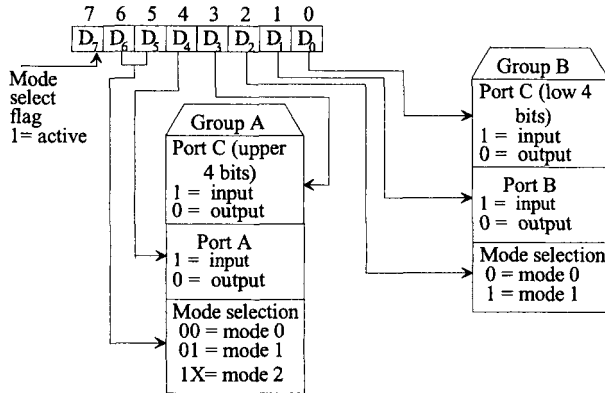 7 6 5 4 3 2 1 0
D7 D6 D5 D4 D3 D2 D1 D0
Mode
select
flag
1= active
Group A
Port C (upper
4 bits)
1 = input
0 = output
Port A
1 = input
0 = output
Mode selection
00 = mode 0
01 = mode 1
1X= mode 2
Group B
Port C (low 4
bits)
1 = input
0 = output
Port B
1 = input
0 = output
Mode selection
0 = mode 0
1 = mode 1